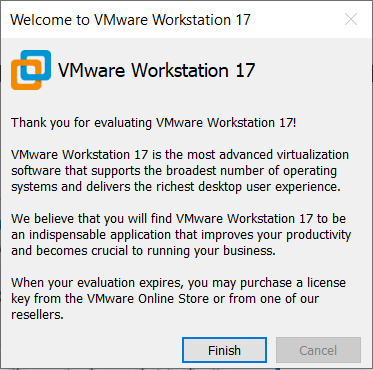 Welcome to VMware Workstation 17
VMware Workstation 17
Thank you for evaluating VMware Workstation 17!
VMware Workstation 17 is the most advanced virtualization
software that supports the broadest number of operating
systems and delivers the richest desktop user experience.
We believe that you will find VMware Workstation 17 to be
an indispensable application that improves your productivity
and becomes crucial to running your business.
When your evaluation expires, you may purchase a license
key from the VMware Online Store or from one of our
resellers.
Finish
Cancel